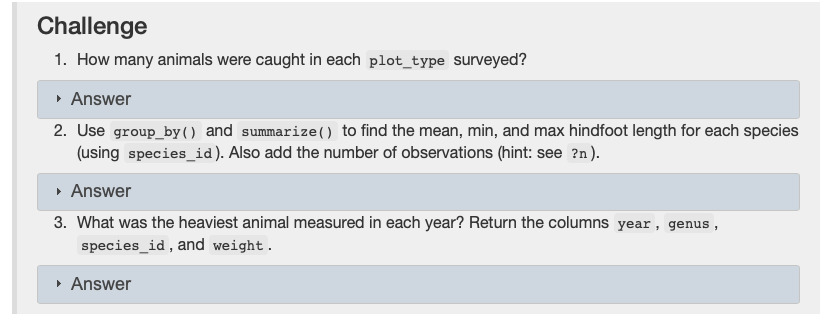 Challenge
1. How many animals were caught in each plot_type surveyed?
Answer
2. Use group_by() and summarize() to find the mean, min, and max hindfoot length for each species
(using species_id). Also add the number of observations (hint: see ?n).
Answer
3. What was the heaviest animal measured in each year? Return the columns year, genus,
species_id, and weight.
Answer